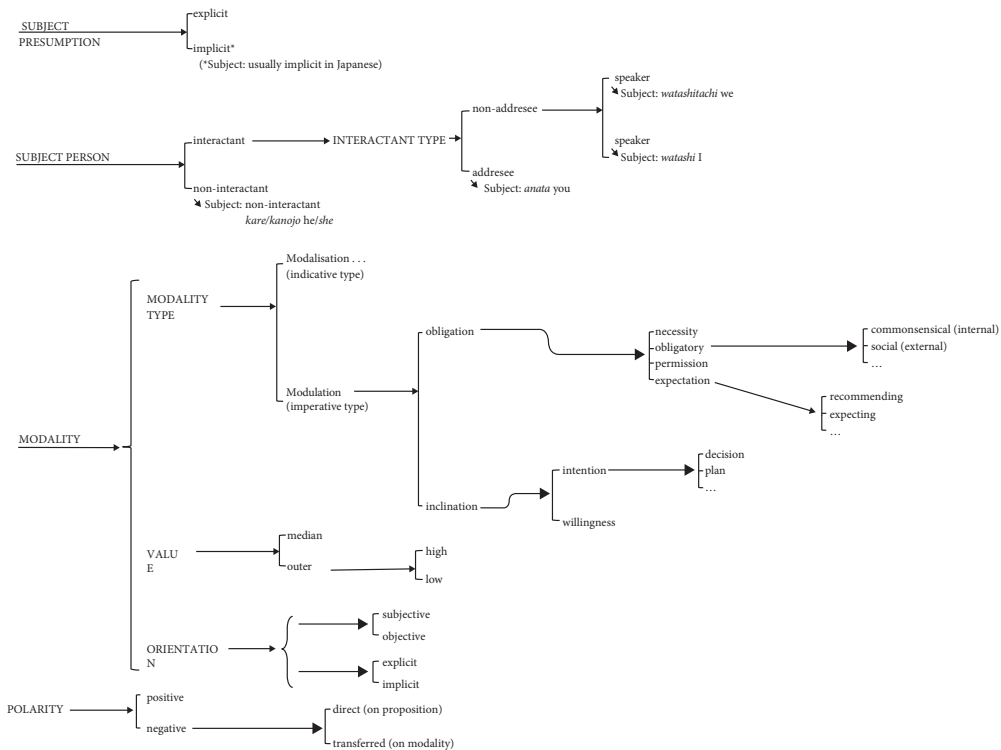 SUBJECT
PRESUMPTION
explicit
implicit*
(*Subject: usually implicit in Japanese)
SUBJECT PERSON
interactant
non-interactant
Subject: non-interactant
kare/kanojo he/she
INTERACTANT TYPE
non-addresee
addresee
Subject: anata you
speaker
Subject: watashitachi we
speaker
Subject: watashi I
MODALITY
MODALITY
TYPE
Modalisation . . .
(indicative type)
Modulation
(imperative type)
obligation
necessity
obligatory
permission
expectation
commonsensical (internal)
social (external)
...
recommending
expecting
...
inclination
intention
willingness
decision
plan
...
VALU
E
median
outer
high
low
ORIENTATIO
N
subjective
objective
explicit
implicit
POLARITY
positive
negative
direct (on proposition)
transferred (on modality)